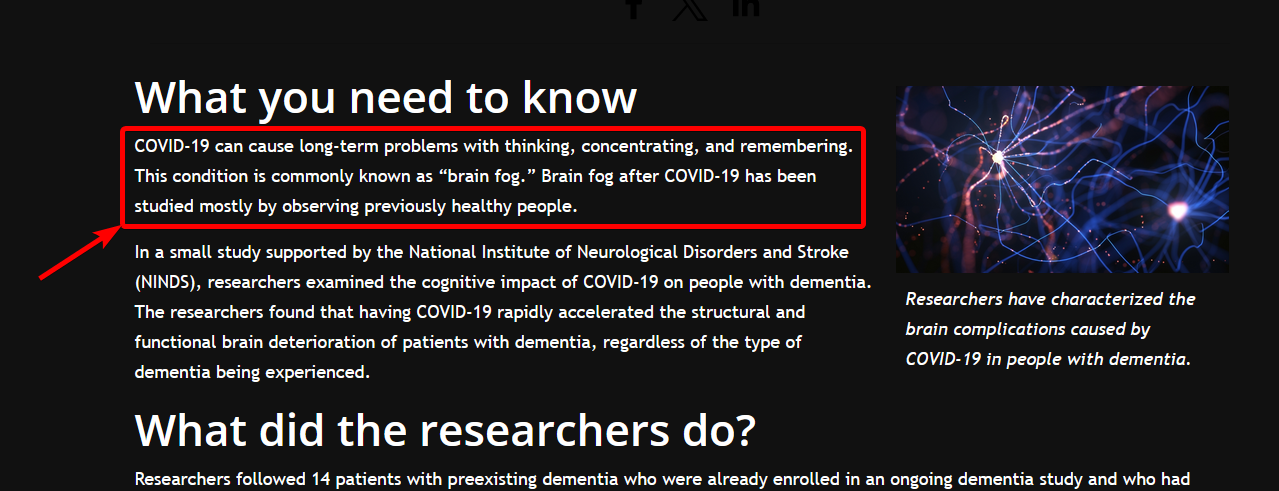 What you need to know
COVID-19 can cause long-term problems with thinking, concentrating, and remembering.
This condition is commonly known as “brain fog.” Brain fog after COVID-19 has been
studied mostly by observing previously healthy people.
In a small study supported by the National Institute of Neurological Disorders and Stroke
(NINDS), researchers examined the cognitive impact of COVID-19 on people with dementia.
The researchers found that having COVID-19 rapidly accelerated the structural and
functional brain deterioration of patients with dementia, regardless of the type of
dementia being experienced.
Researchers have characterized the
brain complications caused by
COVID-19 in people with dementia.
What did the researchers do?
Researchers followed 14 patients with preexisting dementia who were already enrolled in an ongoing dementia study and who had